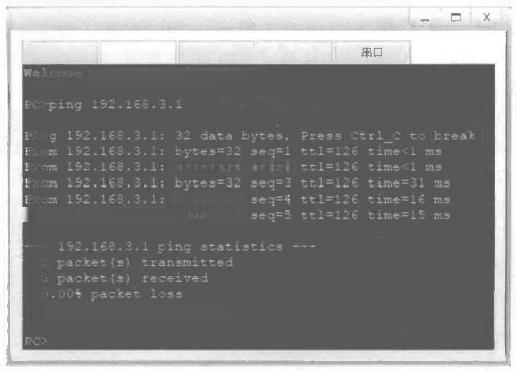 串口
Welcome
PC>ping 192.168.3.1
Ping 192.168.3.1: 32 data bytes, Press Ctrl_C to break
From 192.168.3.1: bytes=32 seq=1 ttl=126 time<1 ms
From 192.168.3.1: ttl=126 time<1 ms
From 192.168.3.1: bytes=32 seq=3 ttl=126 time=31 ms
From 192.168.3.1: seq=4 ttl=126 time=16 ms
seq=5 ttl=126 time=15 ms
--- 192.168.3.1 ping statistics ---
packet(s) transmitted
packet(s) received
0.00% packet loss
PC>